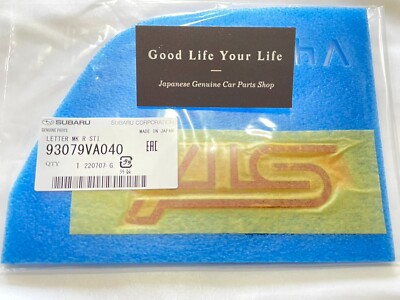 Good Life Your Life
Japanese Genuine Car Parts Shop
SUBARU SUBARU CORPORATION
GENUINE PARTS MADE IN JAPAN
LETTER MK R STI
93079VA040 EAC
QTY 1 220707 G
STI